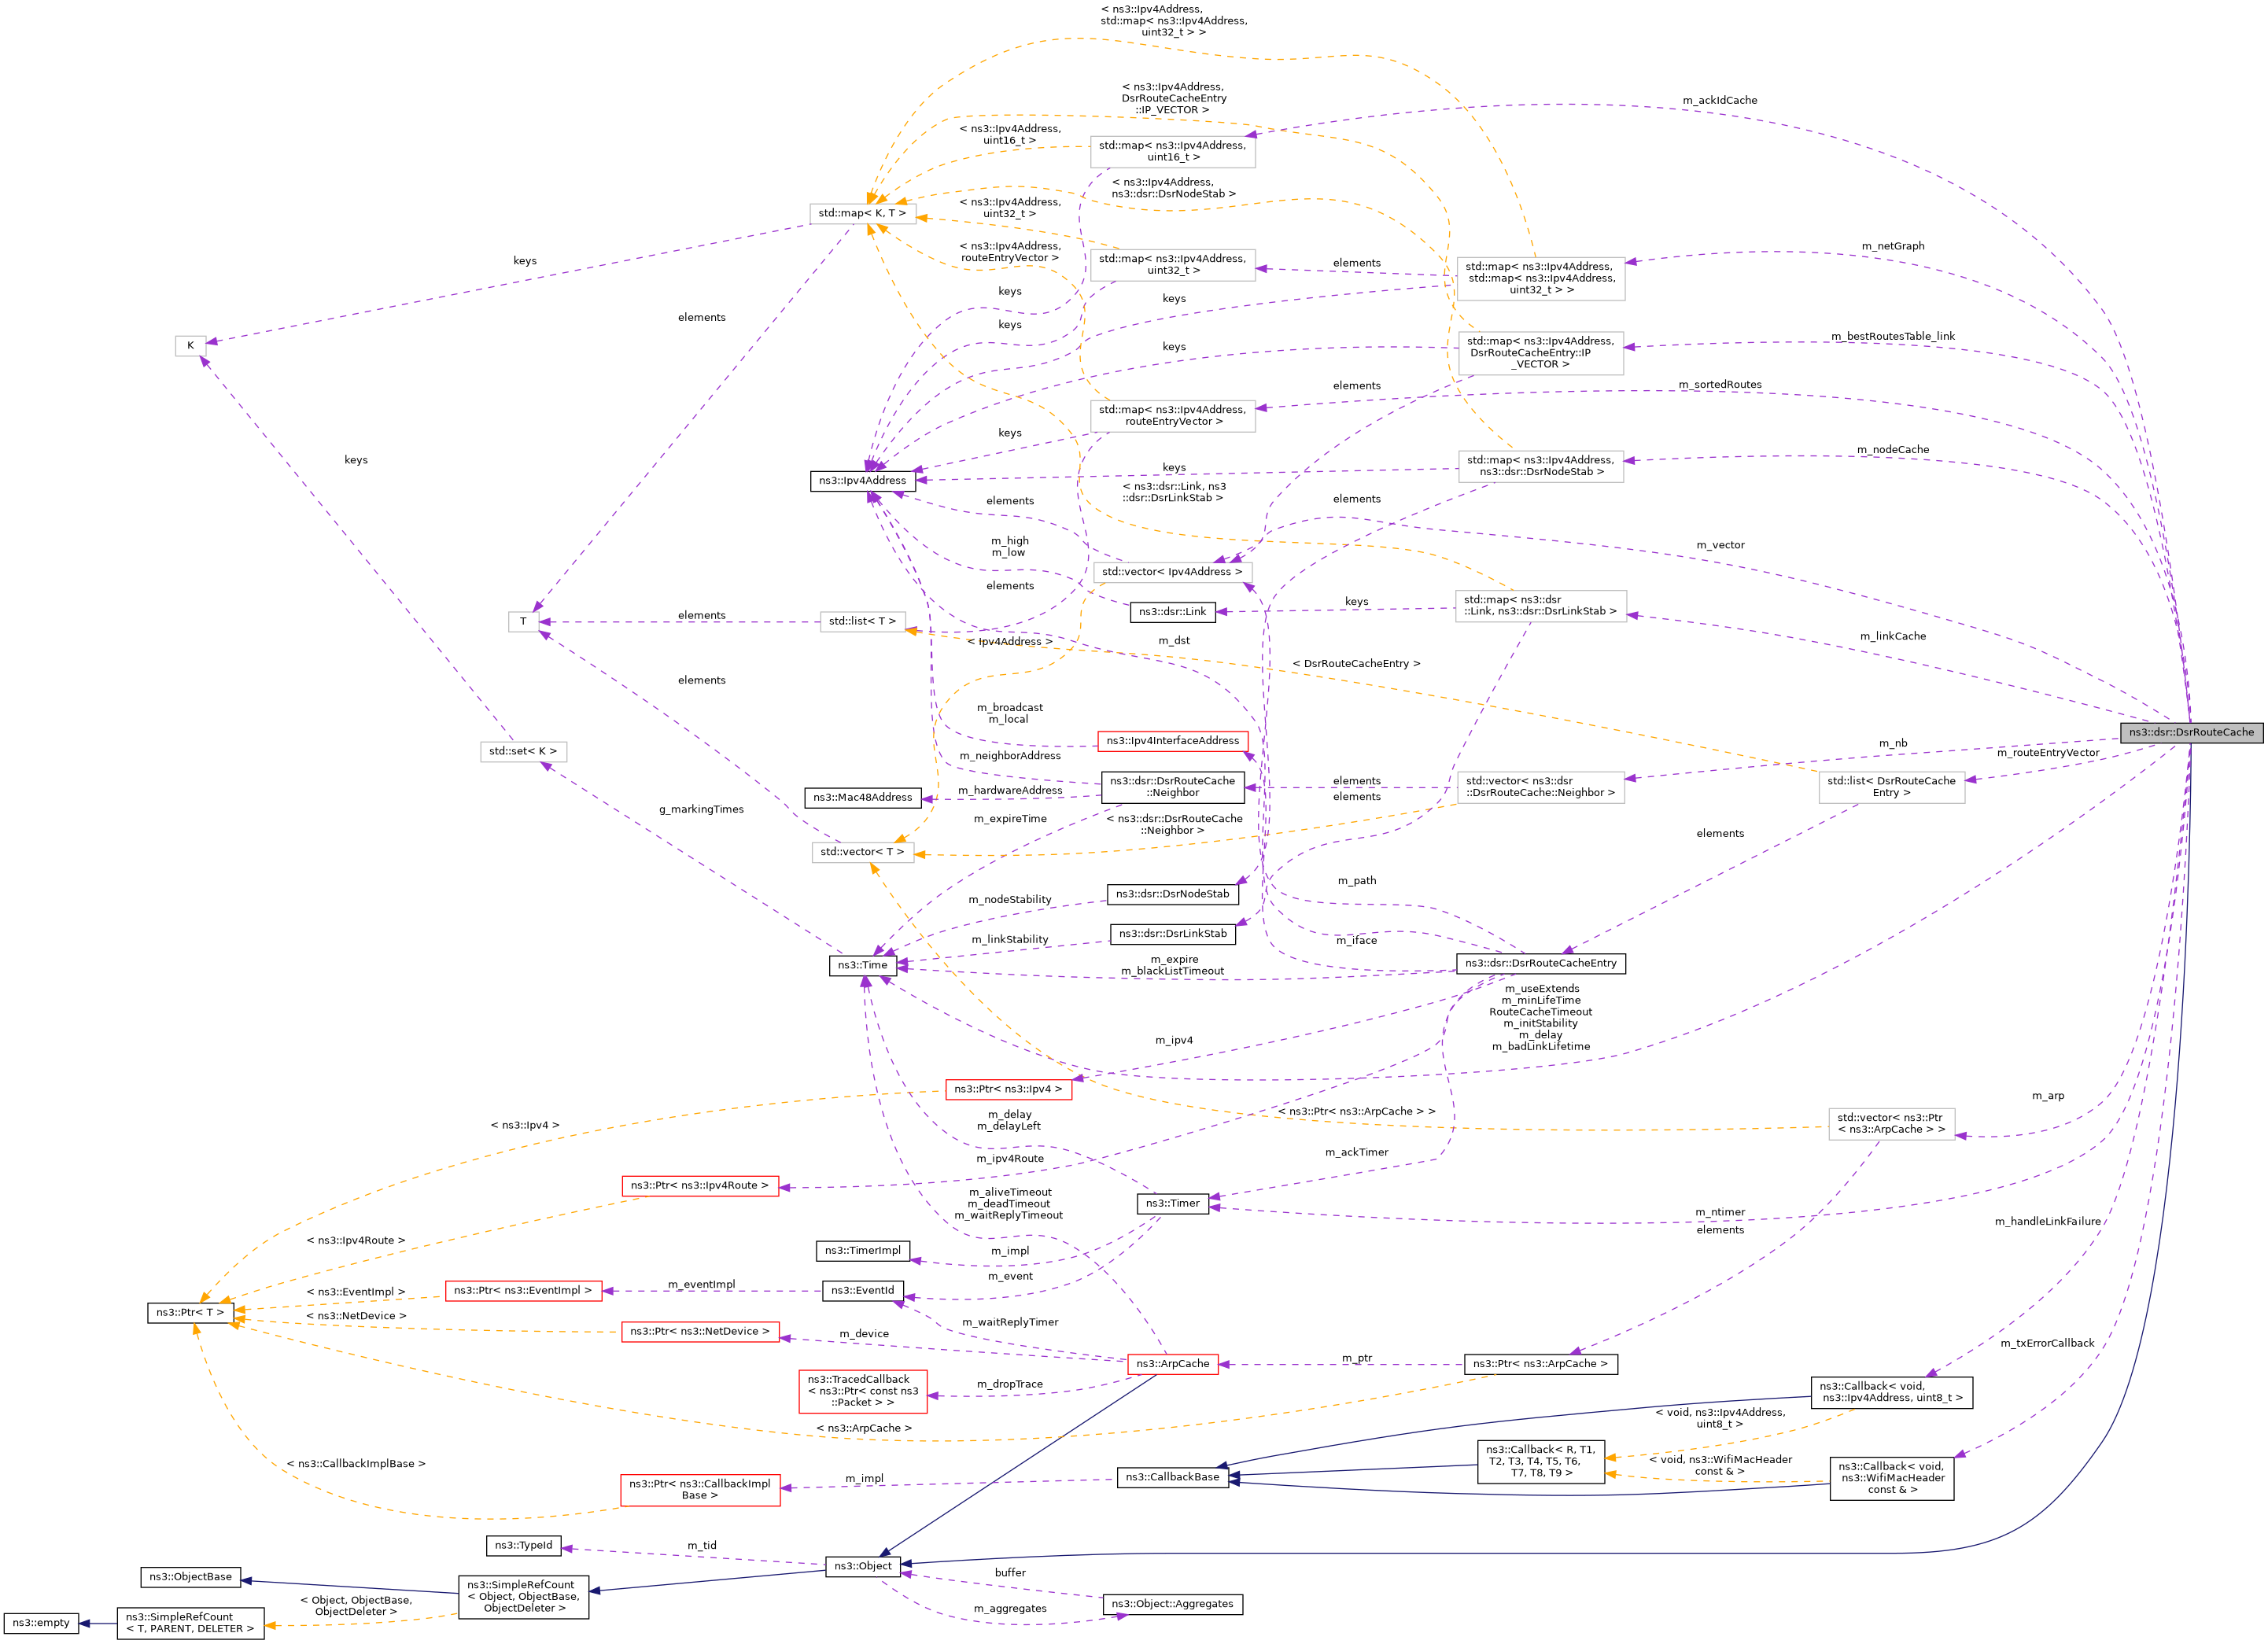 < ns3::Ipv4Address,
std::map< ns3::Ipv4Address,
uint32_t > >
< ns3::Ipv4Address,
DsrRouteCacheEntry
::IP_VECTOR >
m_ackIdCache
< ns3::Ipv4Address,
uint16_t >
std::map< ns3::Ipv4Address,
uint16_t >
< ns3::Ipv4Address,
ns3::dsr::DsrNodeStab >
std::map< K, T >
< ns3::Ipv4Address,
uint32_t >
keys
< ns3::Ipv4Address,
routeEntryVector >
std::map< ns3::Ipv4Address,
uint32_t >
elements
std::map< ns3::Ipv4Address,
std::map< ns3::Ipv4Address,
uint32_t > >
m_netGraph
keys
keys
elements
keys
K
keys
std::map< ns3::Ipv4Address,
DsrRouteCacheEntry::IP
_VECTOR >
m_bestRoutesTable_link
elements
m_sortedRoutes
std::map< ns3::Ipv4Address,
routeEntryVector >
keys
keys
ns3::Ipv4Address
keys
std::map< ns3::Ipv4Address,
ns3::dsr::DsrNodeStab >
m_nodeCache
< ns3::dsr::Link, ns3
::dsr::DsrLinkStab >
elements
elements
m_high
m_low
m_vector
std::vector< Ipv4Address >
elements
ns3::dsr::Link
keys
std::map< ns3::dsr
::Link, ns3::dsr::DsrLinkStab >
T
elements
std::list< T >
< Ipv4Address >
m_dst
m_linkCache
< DsrRouteCacheEntry >
elements
m_broadcast
m_local
std::set< K >
ns3::Ipv4InterfaceAddress
m_neighborAddress
m_nb
m_routeEntryVector
ns3::dsr::DsrRouteCache
ns3::Mac48Address
m_hardwareAddress
ns3::dsr::DsrRouteCache
::Neighbor
elements
elements
std::vector< ns3::dsr
::DsrRouteCache::Neighbor >
std::list< DsrRouteCache
Entry >
g_markingTimes
m_expireTime
< ns3::dsr::DsrRouteCache
::Neighbor >
elements
std::vector< T >
m_path
m_nodeStability
ns3::dsr::DsrNodeStab
m_linkStability
ns3::dsr::DsrLinkStab
m_iface
ns3::Time
m_expire
m_blackListTimeout
ns3::dsr::DsrRouteCacheEntry
m_useExtends
m_minLifeTime
RouteCacheTimeout
m_initStability
m_delay
m_badLinkLifetime
m_ipv4
ns3::Ptr< ns3::Ipv4 >
m_arp
< ns3::Ipv4 >
m_delay
m_delayLeft
< ns3::Ptr< ns3::ArpCache > >
std::vector< ns3::Ptr
< ns3::ArpCache > >
m_ipv4Route
m_ackTimer
ns3::Ptr< ns3::Ipv4Route >
m_aliveTimeout
m_deadTimeout
m_waitReplyTimeout
ns3::Timer
m_ntimer
elements
m_handleLinkFailure
< ns3::Ipv4Route >
ns3::TimerImpl
m_impl
m_event
< ns3::EventImpl >
ns3::Ptr< ns3::EventImpl >
m_eventImpl
ns3::EventId
ns3::Ptr< T >
< ns3::NetDevice >
ns3::Ptr< ns3::NetDevice >
m_device
m_waitReplyTimer
m_txErrorCallback
ns3::ArpCache
m_ptr
ns3::Ptr< ns3::ArpCache >
ns3::TracedCallback
< ns3::Ptr< const ns3
::Packet > >
m_dropTrace
ns3::Callback< void,
ns3::Ipv4Address, uint8_t >
< ns3::ArpCache >
< void, ns3::Ipv4Address,
uint8_t >
< ns3::CallbackImplBase >
ns3::Callback< R, T1,
T2, T3, T4, T5, T6,
T7, T8, T9 >
< void, ns3::WifiMacHeader
const & >
ns3::Callback< void,
ns3::WifiMacHeader
const & >
ns3::Ptr< ns3::CallbackImpl
Base >
m_impl
ns3::CallbackBase
ns3::TypeId
m_tid
ns3::Object
ns3::ObjectBase
ns3::SimpleRefCount
< Object, ObjectBase,
ObjectDeleter >
buffer
ns3::Object::Aggregates
m_aggregates
< Object, ObjectBase,
ObjectDeleter >
ns3::empty
ns3::SimpleRefCount
< T, PARENT, DELETER >